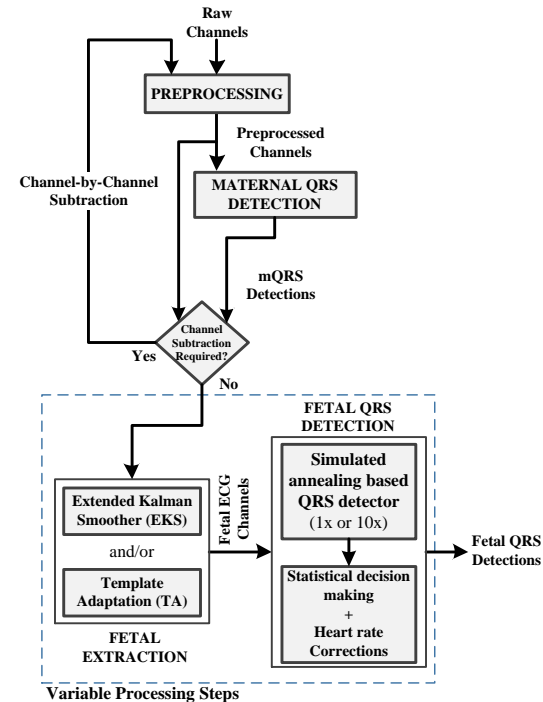 Raw
Channels
PREPROCESSING
Preprocessed
Channels
Channel-by-Channel
Subtraction
MATERNAL QRS
DETECTION
mQRS
Detections
Channel
Subtraction
Required?
Yes
No
FETAL QRS
DETECTION
Extended Kalman
Smoother (EKS)
and/or
Template
Adaptation (TA)
FETAL
EXTRACTION
Fetal ECG
Channels
Simulated
annealing based
QRS detector
(1x or 10x)
Statistical decision
making
+
Heart rate
Corrections
Fetal QRS
Detections
Variable Processing Steps